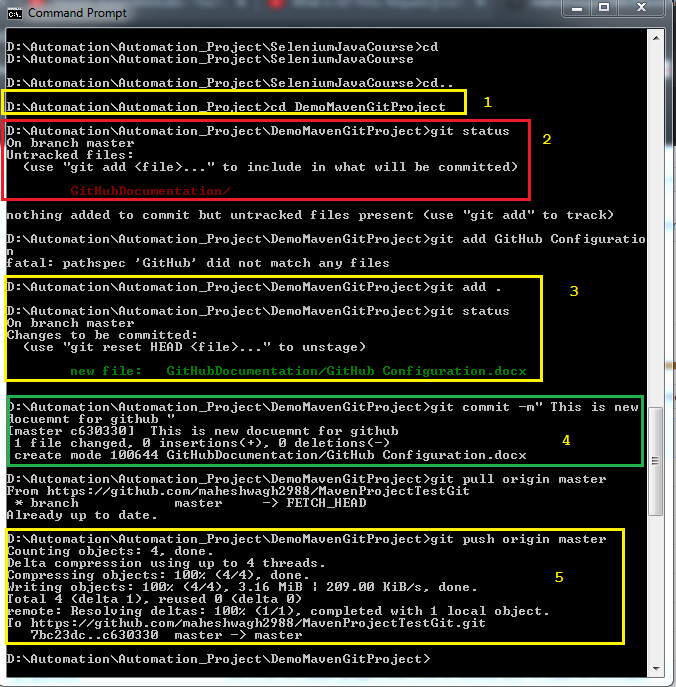 Command Prompt
D:\Automation\Automation_Project\SeleniumJavaCourse>cd
D:\Automation\Automation_Project\SeleniumJavaCourse
D:\Automation\Automation_Project\SeleniumJavaCourse>cd..
D:\Automation\Automation_Project>cd DemoMavenGitProject
1
D:\Automation\Automation_Project\DemoMavenGitProject>git status
2
On branch master
Untracked files:
  (use "git add <file>..." to include in what will be committed)
        GitHubDocumentation/
nothing added to commit but untracked files present (use "git add" to track)
D:\Automation\Automation_Project\DemoMavenGitProject>git add GitHub Configuratio
n
fatal: pathspec 'GitHub' did not match any files
D:\Automation\Automation_Project\DemoMavenGitProject>git add .
3
D:\Automation\Automation_Project\DemoMavenGitProject>git status
On branch master
Changes to be committed:
  (use "git reset HEAD <file>..." to unstage)
        new file:   GitHubDocumentation/GitHub Configuration.docx
D:\Automation\Automation_Project\DemoMavenGitProject>git commit -m" This is new
docuemnt for github "
[master c630330]  This is new docuemnt for github
 1 file changed, 0 insertions(+), 0 deletions(-)
4
 create mode 100644 GitHubDocumentation/GitHub Configuration.docx
D:\Automation\Automation_Project\DemoMavenGitProject>git pull origin master
From https://github.com/maheshwagh2988/MavenProjectTestGit
 * branch            master     -> FETCH_HEAD
Already up to date.
D:\Automation\Automation_Project\DemoMavenGitProject>git push origin master
Counting objects: 4, done.
Delta compression using up to 4 threads.
Compressing objects: 100% (4/4), done.
5
Writing objects: 100% (4/4), 3.16 MiB | 209.00 KiB/s, done.
Total 4 (delta 1), reused 0 (delta 0)
remote: Resolving deltas: 100% (1/1), completed with 1 local object.
To https://github.com/maheshwagh2988/MavenProjectTestGit.git
   7bc23dc..c630330  master -> master
D:\Automation\Automation_Project\DemoMavenGitProject>